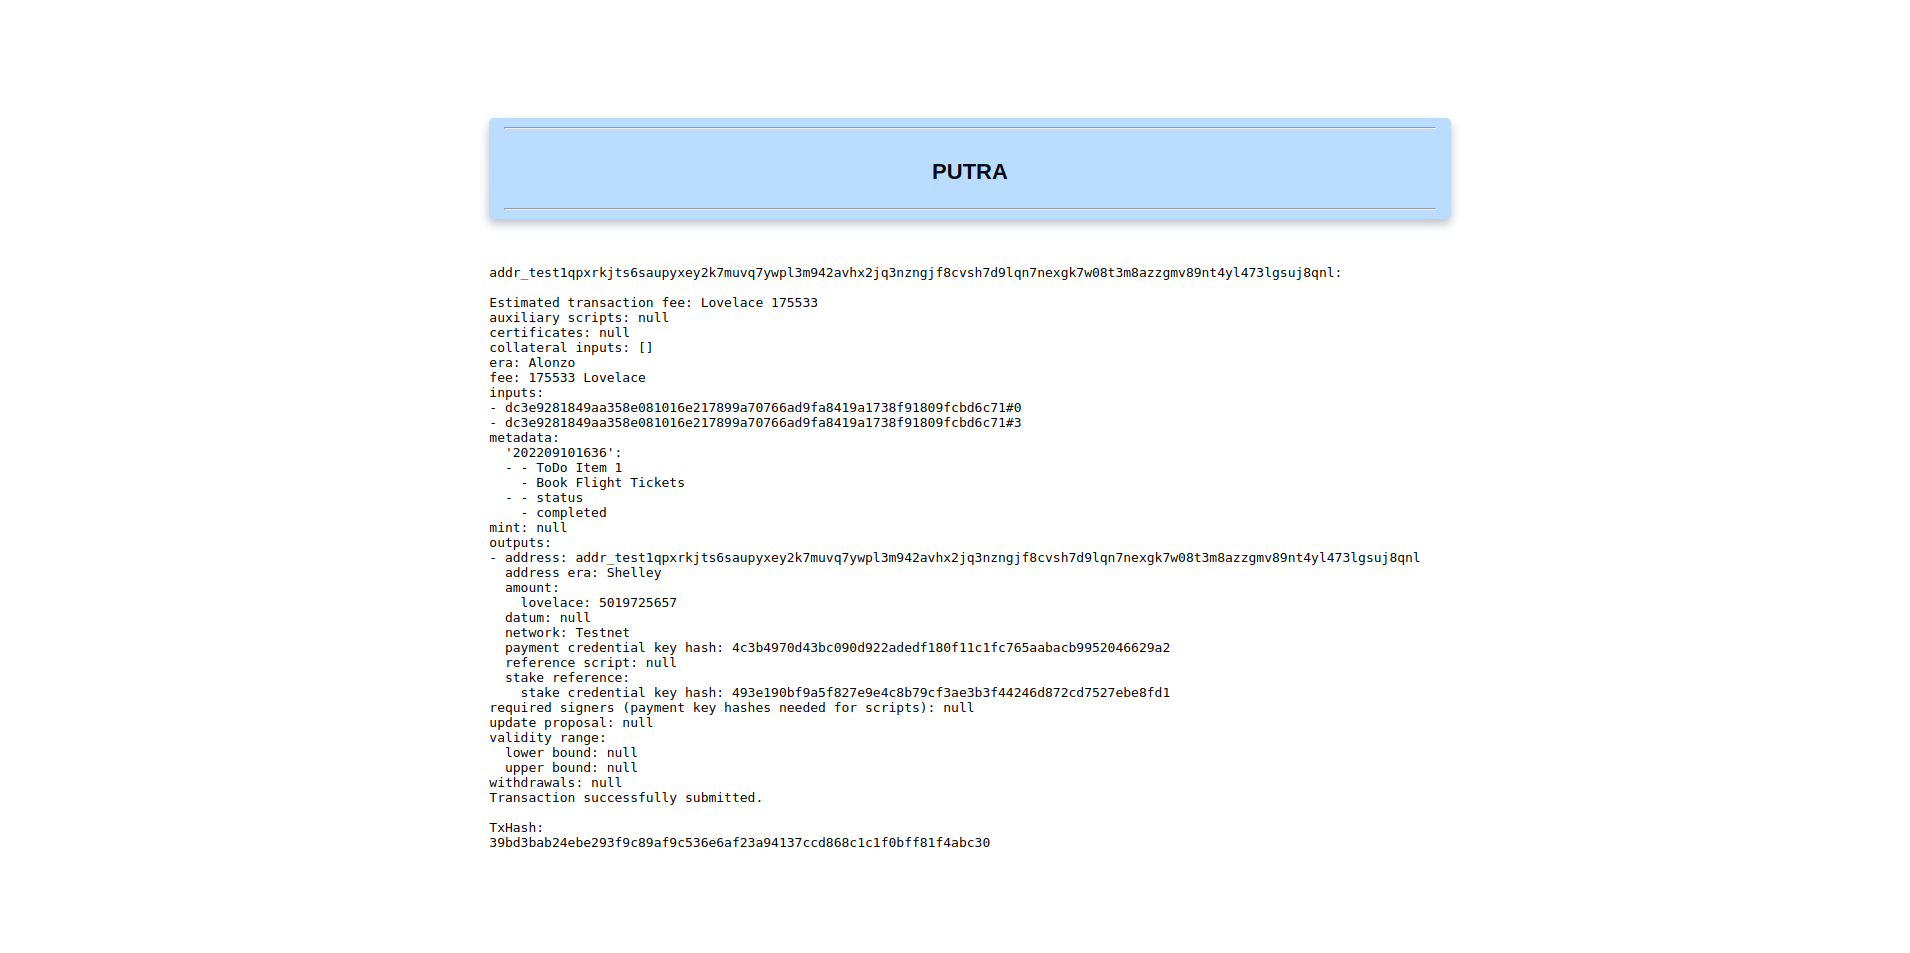 PUTRA
addr_test1qpxrkjts6saupyxey2k7muvq7ywpl3m942avhx2jq3nzngjf8cvsh7d9lqn7nexgk7w08t3m8azzgmv89nt4yl473lgsuj8qnl:
Estimated transaction fee: Lovelace 175533
auxiliary scripts: null
certificates: null
collateral inputs: []
era: Alonzo
fee: 175533 Lovelace
inputs:
- dc3e9281849aa358e081016e217899a70766ad9fa8419a1738f91809fcbd6c71#0
- dc3e9281849aa358e081016e217899a70766ad9fa8419a1738f91809fcbd6c71#3
metadata:
'202209101636':
- - ToDo Item 1
- Book Flight Tickets
- - status
- completed
mint: null
outputs:
- address: addr_test1qpxrkjts6saupyxey2k7muvq7ywpl3m942avhx2jq3nzngjf8cvsh7d9lqn7nexgk7w08t3m8azzgmv89nt4yl473lgsuj8qnl
address era: Shelley
amount:
lovelace: 5019725657
datum: null
network: Testnet
payment credential key hash: 4c3b4970d43bc090d922adedf180f11c1fc765aabacb9952046629a2
reference script: null
stake reference:
stake credential key hash: 493e190bf9a5f827e9e4c8b79cf3ae3b3f44246d872cd7527ebe8fd1
required signers (payment key hashes needed for scripts): null
update proposal: null
validity range:
lower bound: null
upper bound: null
withdrawals: null
Transaction successfully submitted.
TxHash:
39bd3bab24ebe293f9c89af9c536e6af23a94137ccd868c1c1f0bff81f4abc30